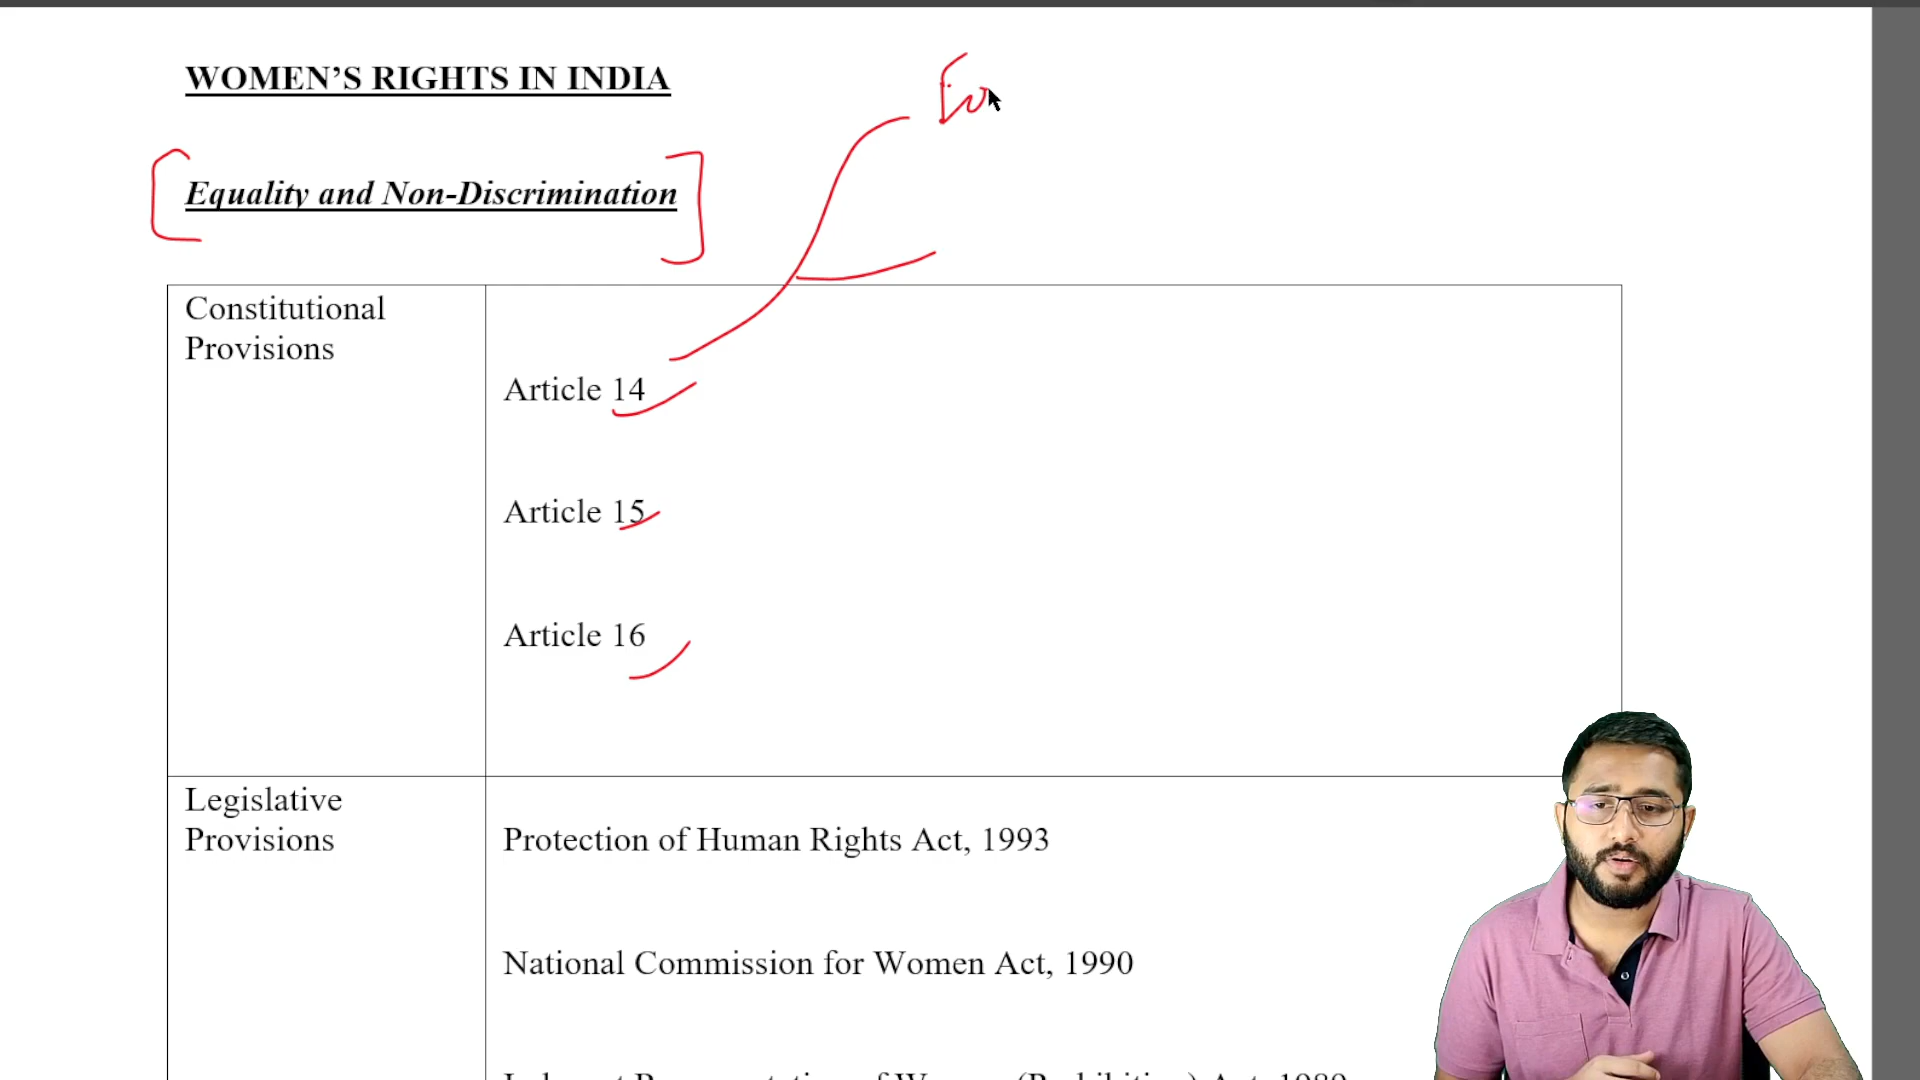 WOMEN'S RIGHTS IN INDIA
Equality and Non-Discrimination
Constitutional
Provisions
Article 14
Article 15
Article 16
Legislative
Provisions
Protection of Human Rights Act, 1993
National Commission for Women Act, 1990